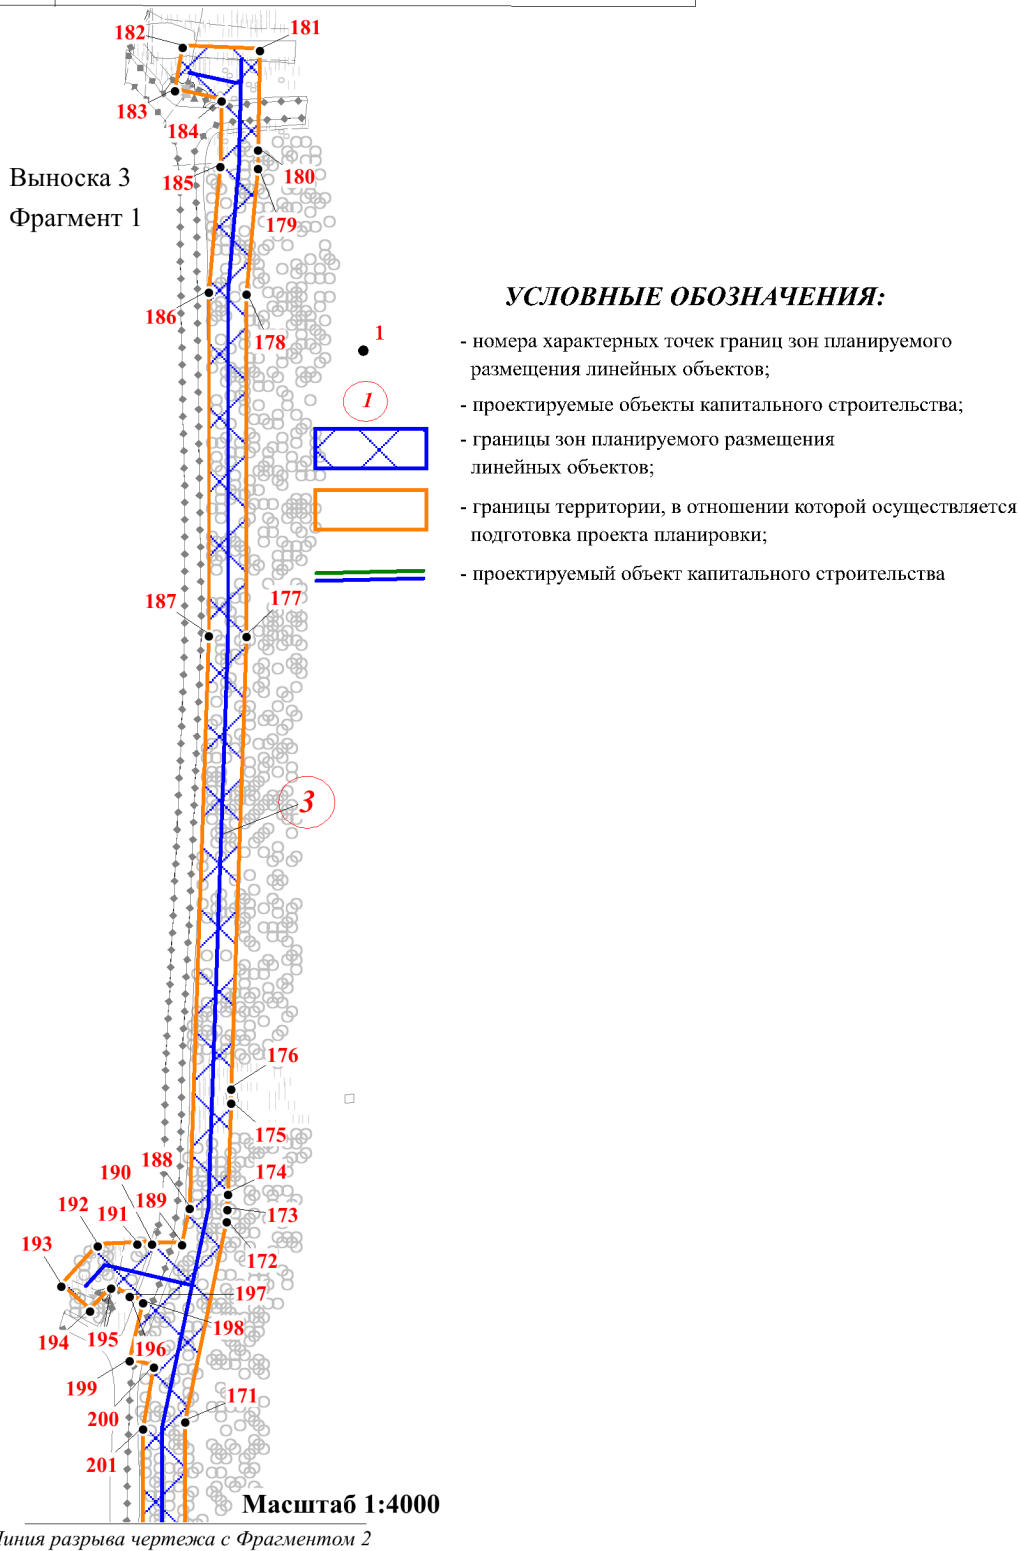 182
181
183
184
Выноска 3
185
180
Фрагмент 1
179
186
178
УСЛОВНЫЕ ОБОЗНАЧЕНИЯ:
1
- номера характерных точек границ зон планируемого
размещения линейных объектов;
1
- проектируемые объекты капитального строительства;
- границы зон планируемого размещения
линейных объектов;
- границы территории, в отношении которой осуществляется
подготовка проекта планировки;
- проектируемый объект капитального строительства
187
177
3
176
175
188
190
174
189
192
191
173
193
172
197
198
194
195
196
199
171
200
201
Масштаб 1:4000
Линия разрыва чертежа с Фрагментом 2